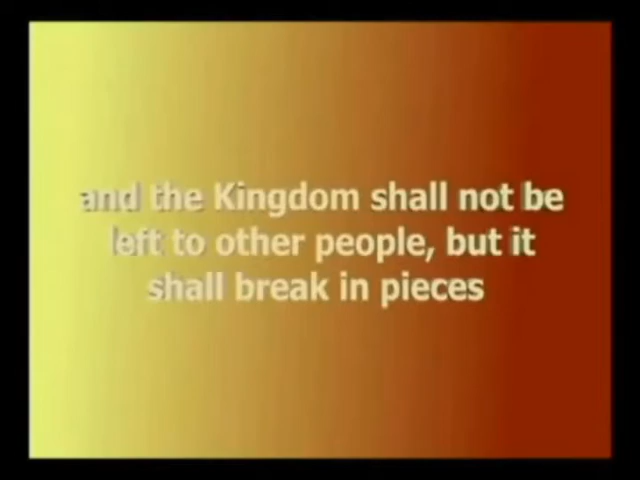 and the Kingdom shall not be
left to other people, but it
shall break in pieces